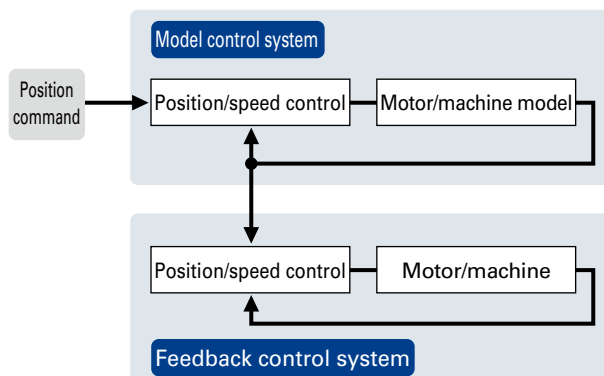 Model control system
Position
command
Position/speed control
Motor/machine model
Position/speed control
Motor/machine
Feedback control system